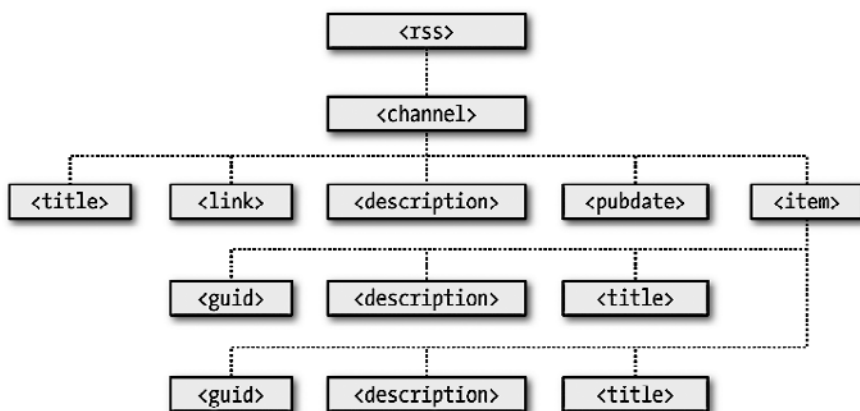 <rss>
<channel>
<title> <link> <description> <pubdate> <item>
<guid> <description> <title>
<guid> <description> <title>